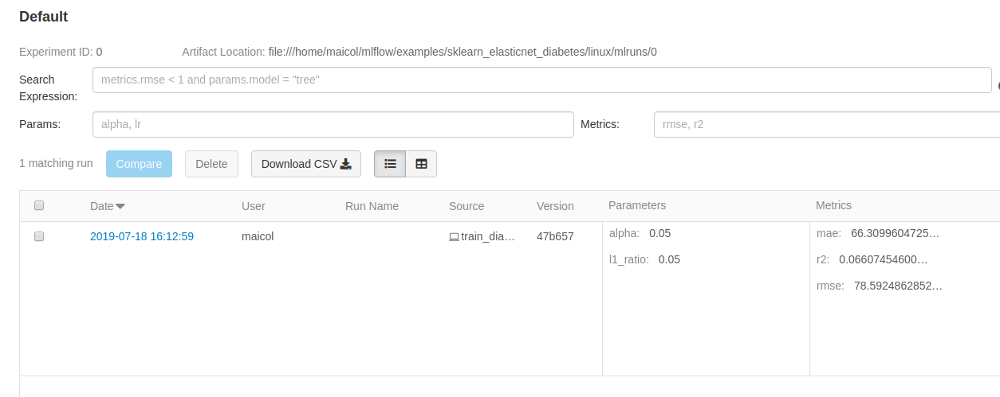 Default
Experiment ID: 0 Artifact Location: file:///home/maicol/mlflow/examples/sklearn_elasticnet_diabetes/linux/mlruns/0
Search Expression: metrics.rmse < 1 and params.model = "tree"
Params: alpha, lr Metrics: rmse, r2
1 matching run Compare Delete Download CSV
Date User Run Name Source Version Parameters Metrics
2019-07-18 16:12:59 maicol train_dia… 47b657 alpha: 0.05 mae: 66.3099604725…
l1_ratio: 0.05 r2: 0.06607454600…
rmse: 78.5924862852…